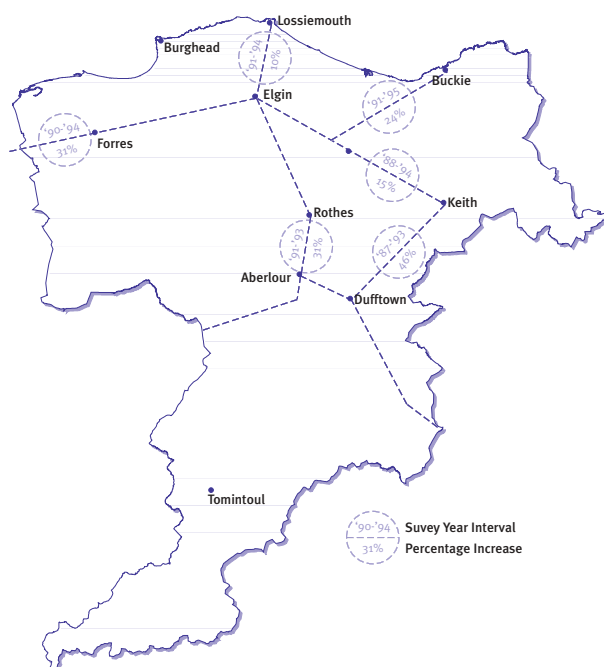 Lossiemouth
Burghead
'91-'94
10%
Buckie
Elgin
'91-'95
24%
'90-'94
31%
Forres
'88-'94
15%
Keith
Rothes
'91-'93
31%
'87-'93
46%
Aberlour
Dufftown
Tomintoul
'90-'94
Suvey Year Interval
31%
Percentage Increase